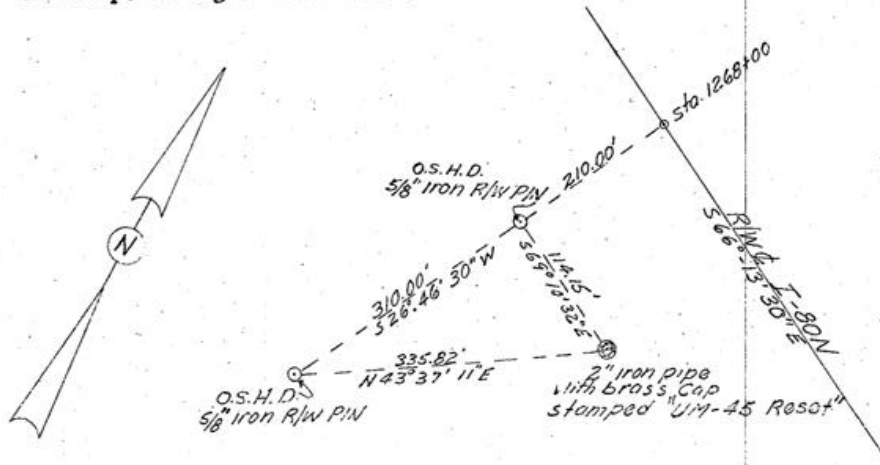 Sta. 1268+00
O.S.H.D.
5/8" Iron R/W PIN
210.00'
N
310.00'
S 26° 46' 30" W
114.15'
S 69° 10' 32" E
R/W ℄ I-80N
S 66°-13' 30" E
335.82'
N 43° 37' 11" E
O.S.H.D.
5/8" Iron R/W PIN
2" Iron pipe
with brass Cap
stamped "UM-45 Reset"